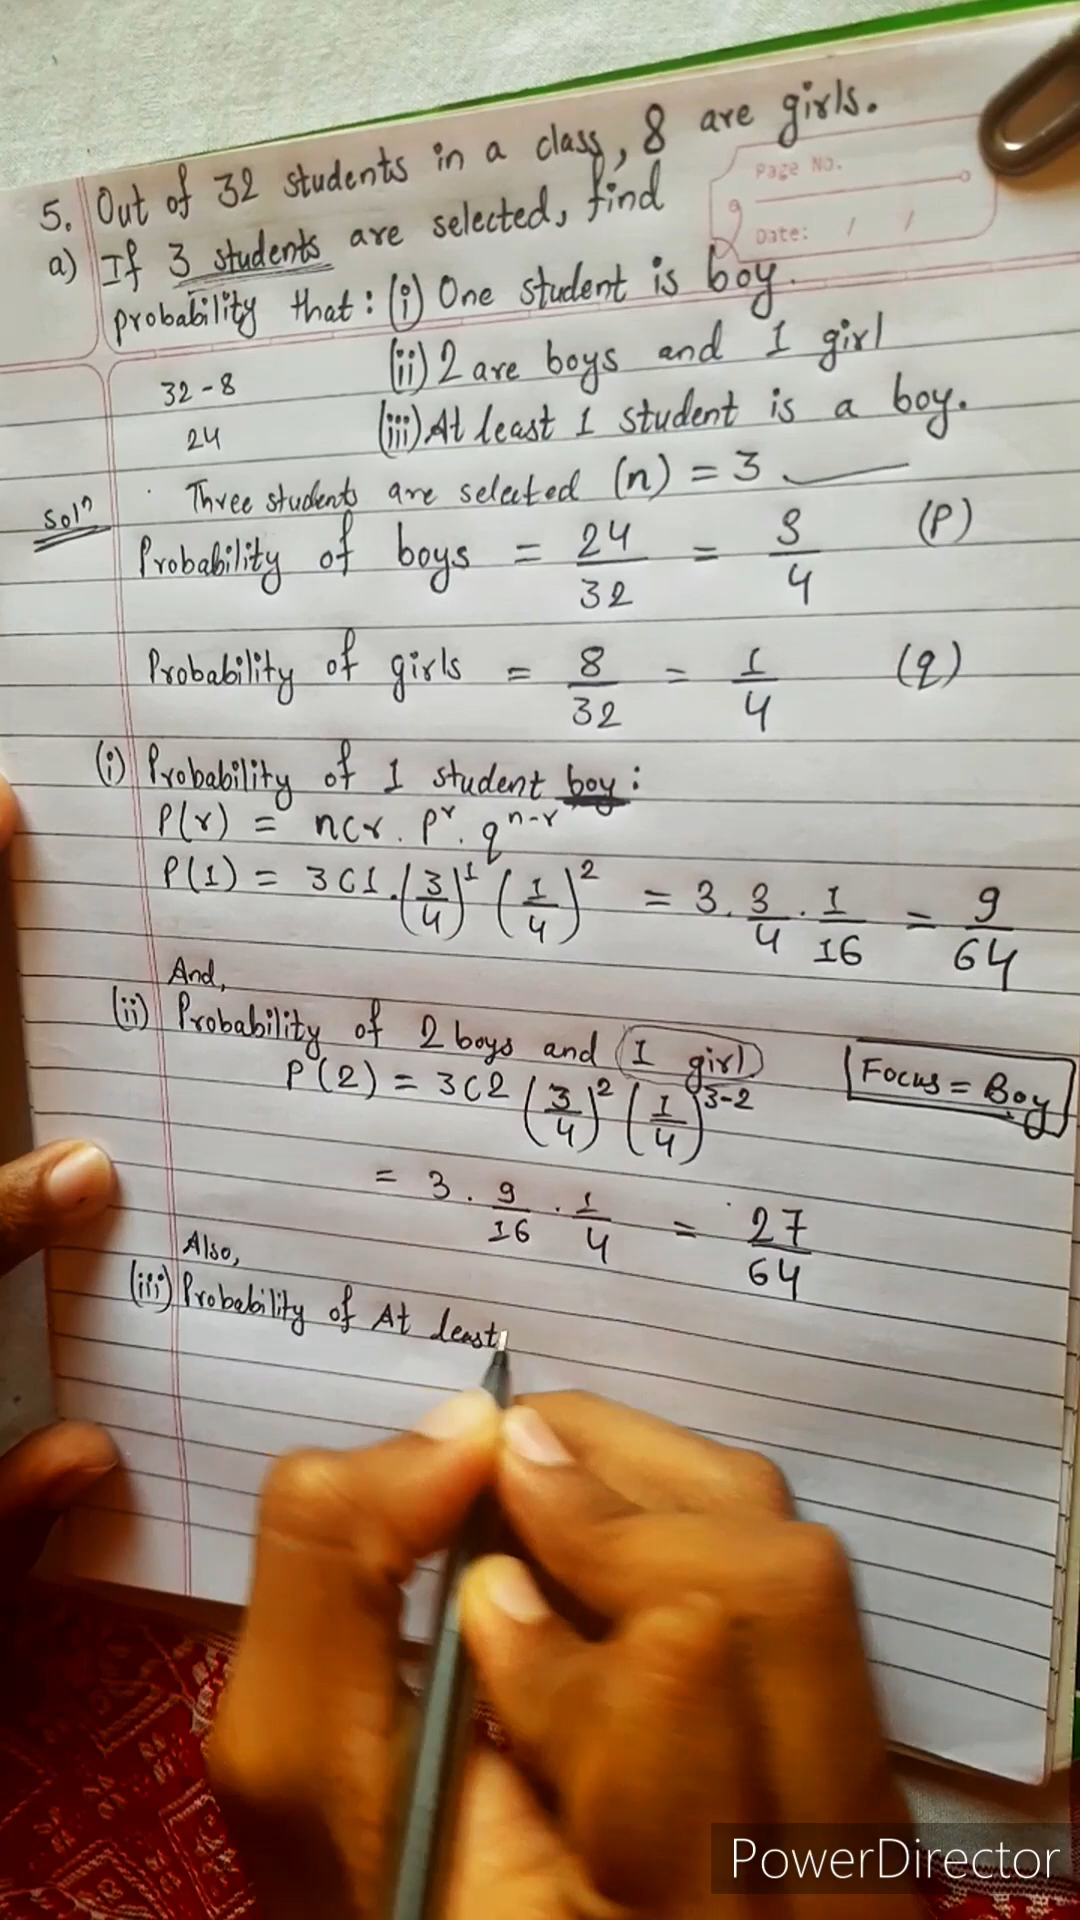 5. Out of 32 students in a class, 8 are girls.
Page No.
Date: / /
a) If 3 students are selected, find
probability that: (i) One student is boy.
32-8 (ii) 2 are boys and 1 girl
24 (iii) At least 1 student is a boy.
Solⁿ Three students are selected (n) = 3
Probability of boys = 24/32 = 3/4 (P)
Probability of girls = 8/32 = 1/4 (q)
(i) Probability of 1 student boy:
P(r) = ncr. p^r. q^n-r
P(1) = 3C1.(3/4)^1 (1/4)^2 = 3. 3/4 . 1/16 = 9/64
And,
(ii) Probability of 2 boys and 1 girl
P(2) = 3C2 (3/4)^2 (1/4)^3-2 Focus = Boy
= 3 . 9/16 . 1/4 = 27/64
Also,
(iii) Probability of At least
PowerDirector